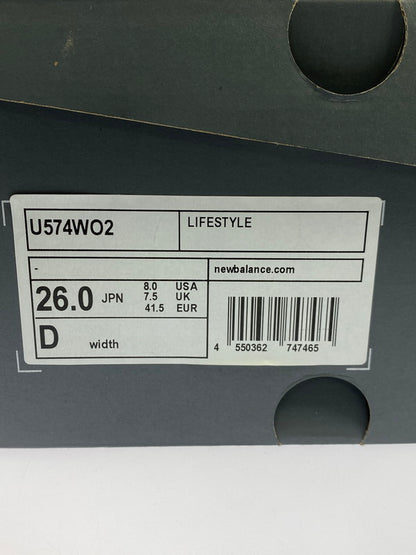 U574WO2 LIFESTYLE
- newbalance.com
26.0 JPN 8.0 USA
7.5 UK
41.5 EUR
D width
4 550362 747465